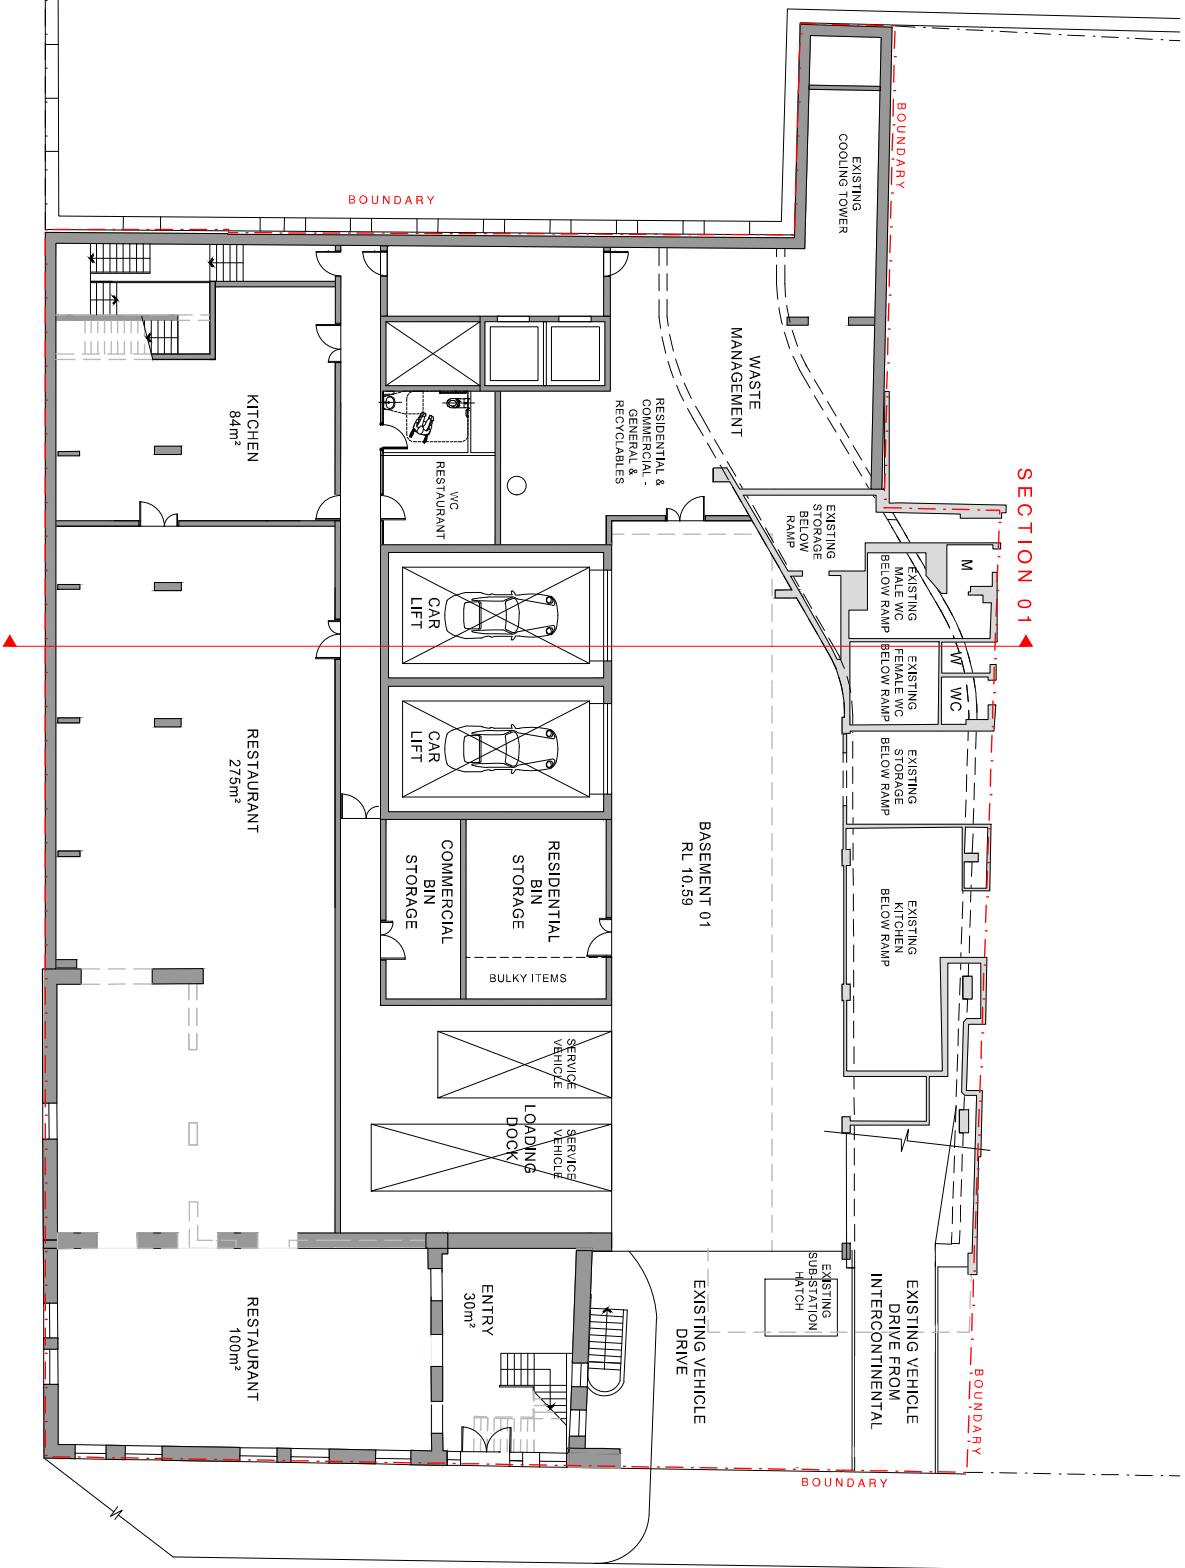 BOUNDARY
BOUNDARY
EXISTING
COOLING TOWER
WASTE
MANAGEMENT
RESIDENTIAL &
COMMERCIAL -
GENERAL &
RECYCLABLES
KITCHEN
84m²
WC
RESTAURANT
EXISTING
STORAGE
BELOW
RAMP
SECTION 01
M
EXISTING
MALE WC
BELOW RAMP
W
EXISTING
FEMALE WC
BELOW RAMP
WC
CAR
LIFT
CAR
LIFT
EXISTING
STORAGE
BELOW RAMP
RESTAURANT
275m²
BASEMENT 01
RL 10.59
COMMERCIAL
BIN
STORAGE
RESIDENTIAL
BIN
STORAGE
BULKY ITEMS
EXISTING
KITCHEN
BELOW RAMP
SERVICE
VEHICLE
LOADING
DOCK
SERVICE
VEHICLE
EXISTING
SUB-STATION
HATCH
RESTAURANT
100m²
ENTRY
30m²
EXISTING VEHICLE
DRIVE
EXISTING VEHICLE
DRIVE FROM
INTERCONTINENTAL
BOUNDARY
BOUNDARY